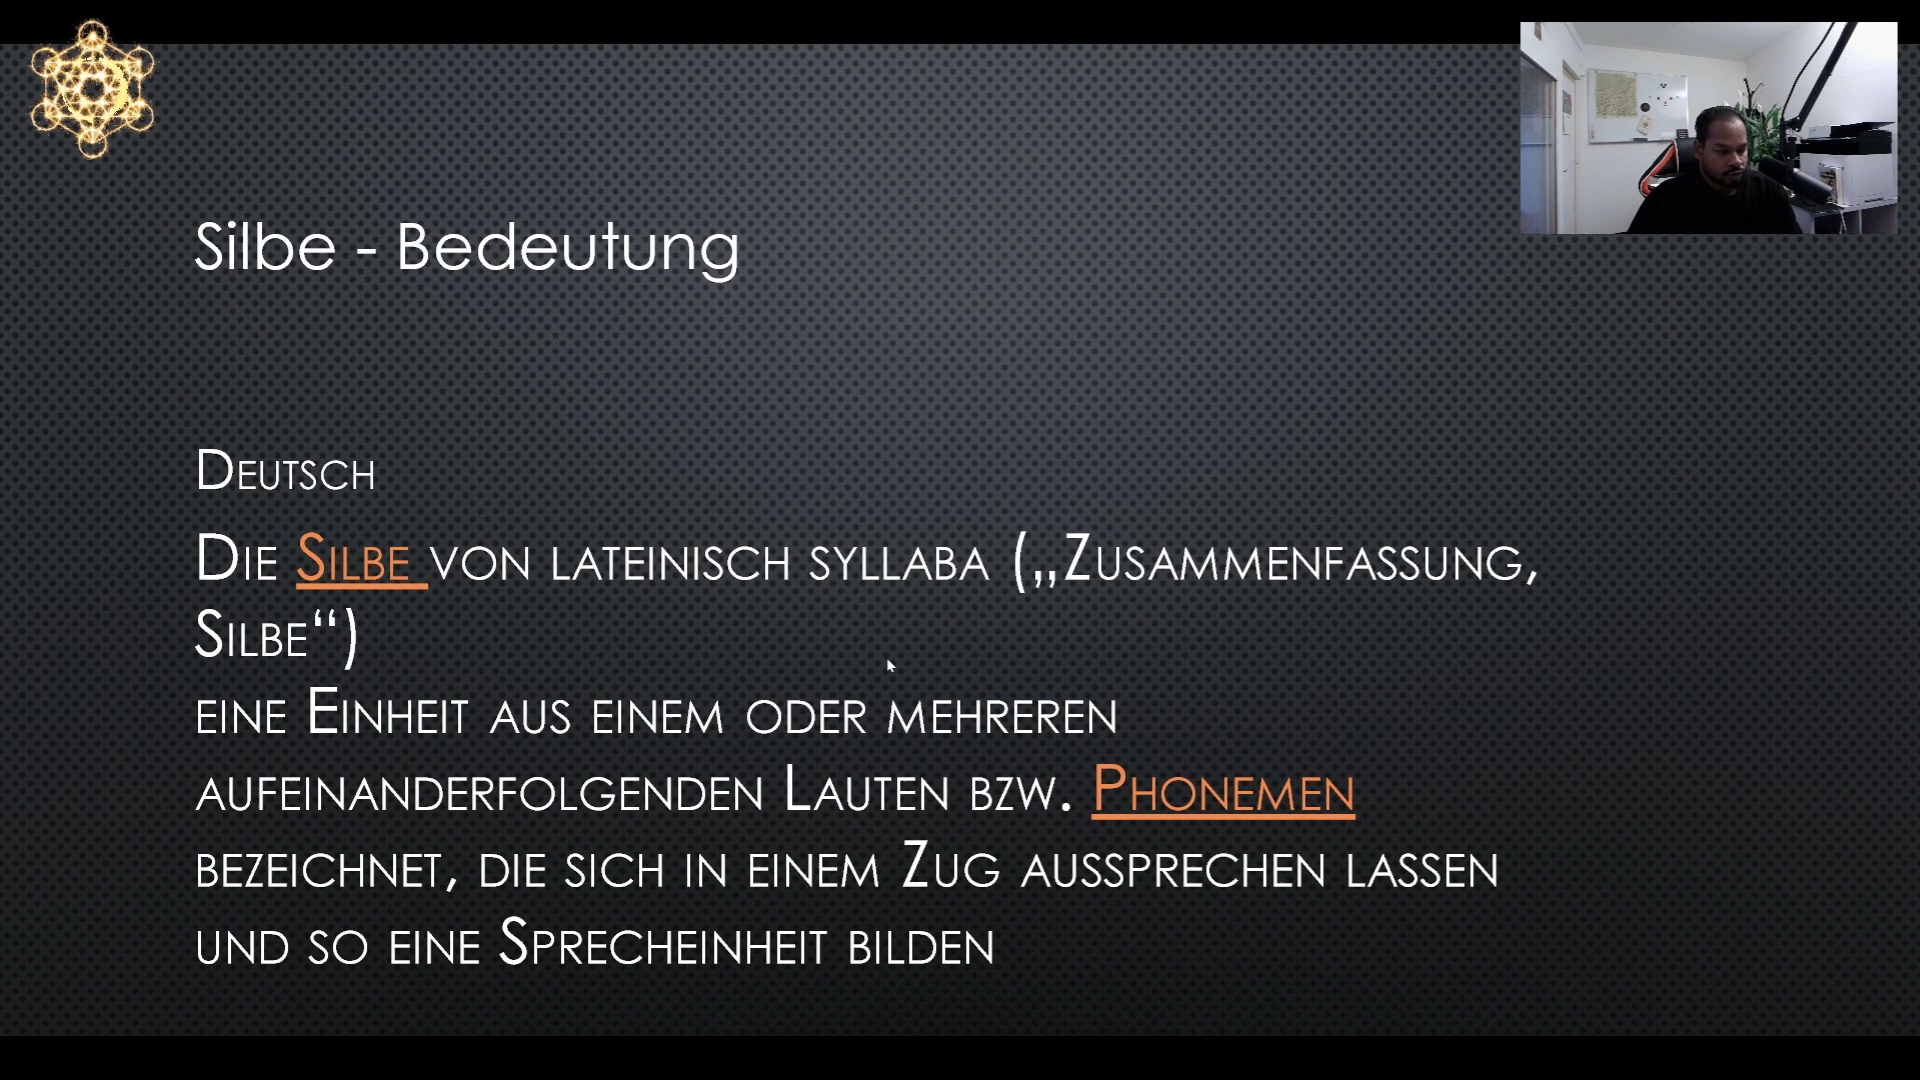 Silbe - Bedeutung
Deutsch
Die Silbe von lateinisch syllaba („Zusammenfassung,
Silbe“)
eine Einheit aus einem oder mehreren
aufeinanderfolgenden Lauten bzw. Phonemen
bezeichnet, die sich in einem Zug aussprechen lassen
und so eine Sprecheinheit bilden